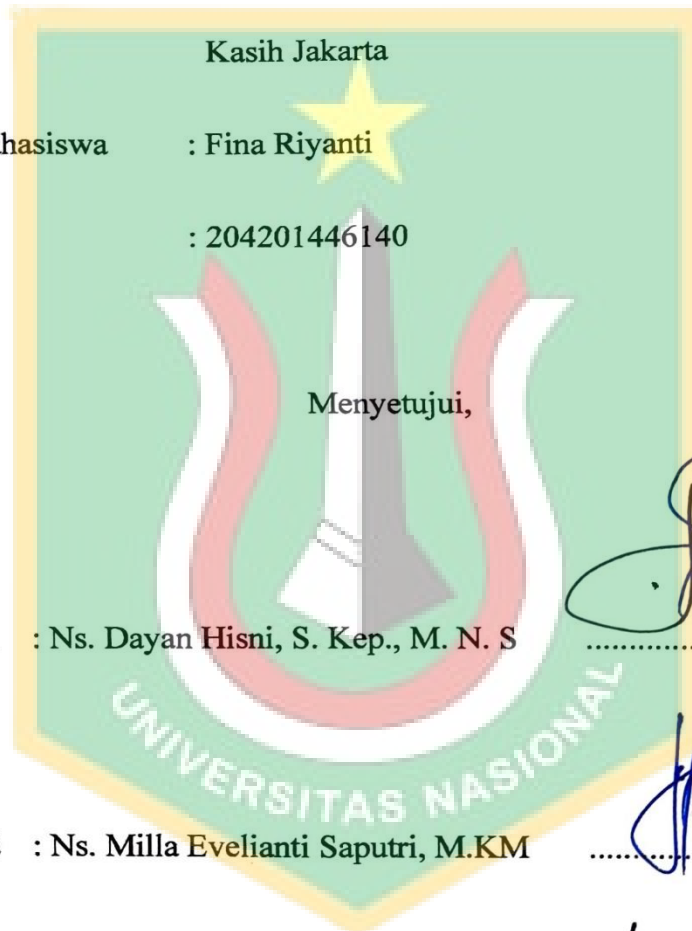 Kasih Jakarta
hasiswa : Fina Riyanti
: 204201446140
Menyetujui,
: Ns. Dayan Hisni, S. Kep., M. N. S ..............
: Ns. Milla Evelianti Saputri, M.KM ..............
UNIVERSITAS NASIONAL